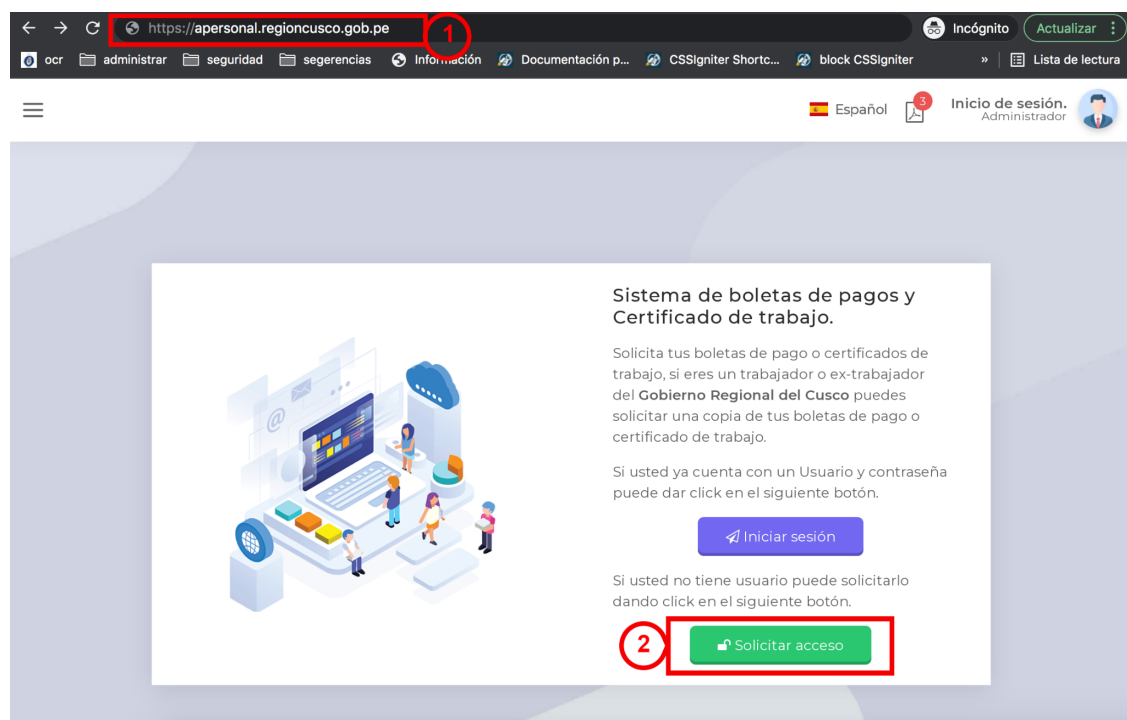 https://apersonal.regioncusco.gob.pe
1
Incógnito
Actualizar
ocr
administrar
seguridad
segerencias
Información
Documentación p...
CSSIgniter Shortc...
block CSSIgniter
»
Lista de lectura
Español
3
Inicio de sesión.
Administrador
Sistema de boletas de pagos y
Certificado de trabajo.
Solicita tus boletas de pago o certificados de
trabajo, si eres un trabajador o ex-trabajador
del Gobierno Regional del Cusco puedes
solicitar una copia de tus boletas de pago o
certificado de trabajo.
Si usted ya cuenta con un Usuario y contraseña
puede dar click en el siguiente botón.
Iniciar sesión
Si usted no tiene usuario puede solicitarlo
dando click en el siguiente botón.
2
Solicitar acceso